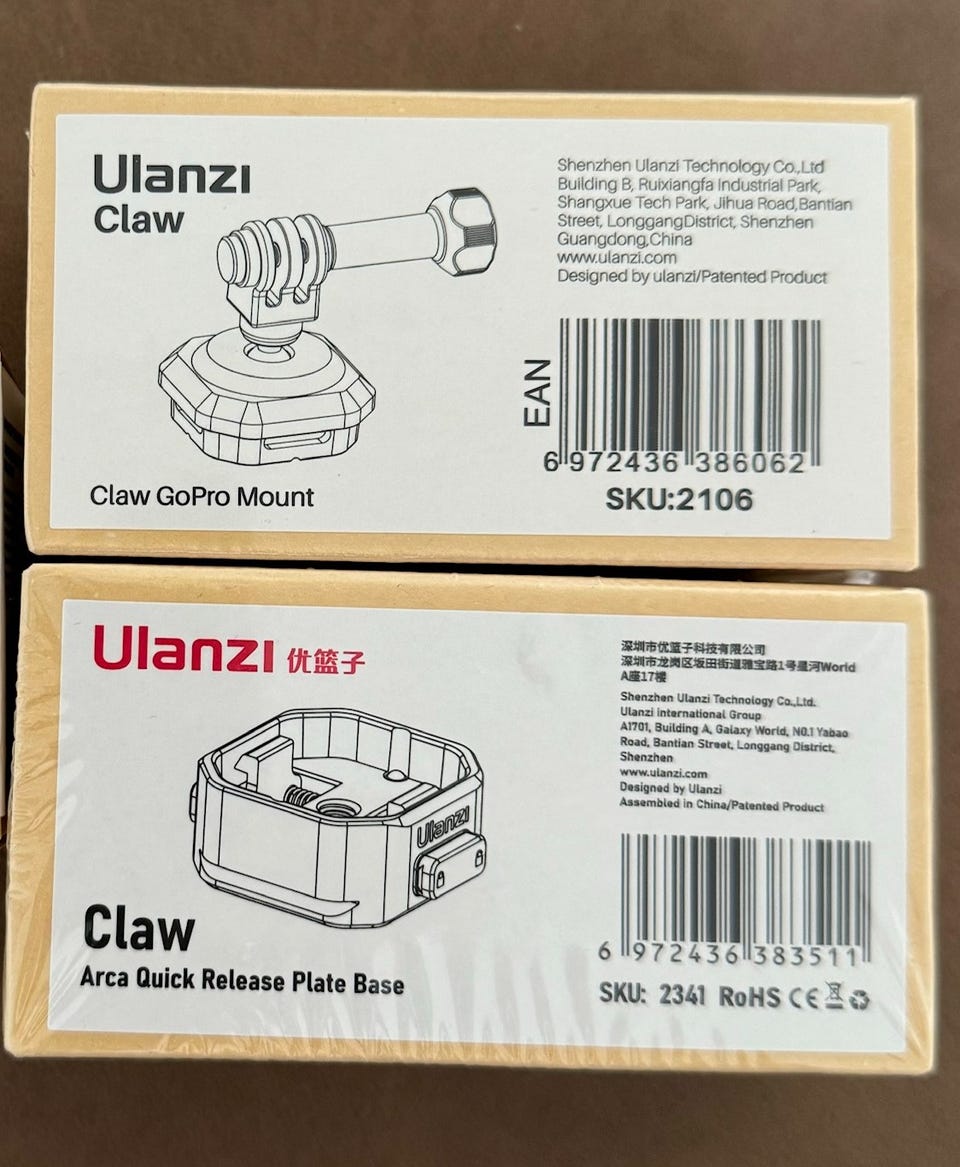 Ulanzi
Claw
Shenzhen Ulanzi Technology Co.,Ltd
Building B, Ruixiangfa Industrial Park,
Shangxue Tech Park, Jihua Road,Bantian
Street, LonggangDistrict, Shenzhen
Guangdong,China
www.ulanzi.com
Designed by ulanzi/Patented Product
EAN
6 972436 386062
SKU:2106
Claw GoPro Mount
Ulanzi 优篮子
深圳市优篮子科技有限公司
深圳市龙岗区坂田街道雅宝路1号星河World
A座17楼
Shenzhen Ulanzi Technology Co.,Ltd.
Ulanzi International Group
A1701, Building A, Galaxy World, NO.1 Yabao
Road, Bantian Street, Longgang District,
Shenzhen
www.ulanzi.com
Designed by Ulanzi
Assembled in China/Patented Product
Ulanzi
Claw
Arca Quick Release Plate Base
6 972436 383511
SKU: 2341 RoHS CE